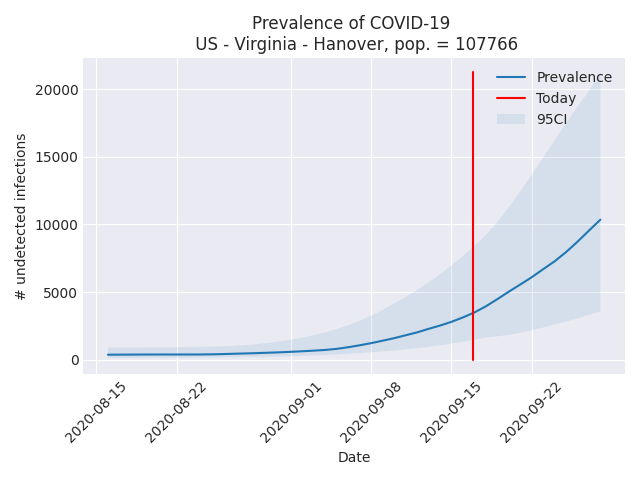 Prevalence of COVID-19
US - Virginia - Hanover, pop. = 107766
Prevalence
Today
95CI
# undetected infections
20000
15000
10000
5000
0
2020-08-15
2020-08-22
2020-09-01
2020-09-08
2020-09-15
2020-09-22
Date